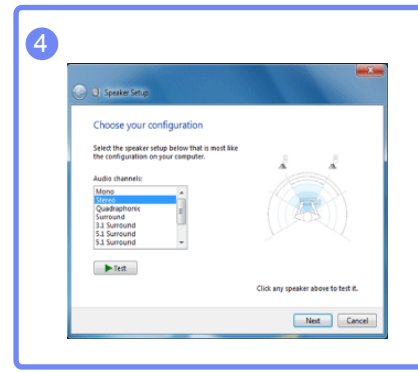 4
Speaker Setup
Choose your configuration
Select the speaker setup below that is most like
the configuration on your computer.
Audio channels:
Mono
Stereo
Quadraphonic
Surround
3.1 Surround
5.1 Surround
5.1 Surround
Test
Click any speaker above to test it.
Next Cancel